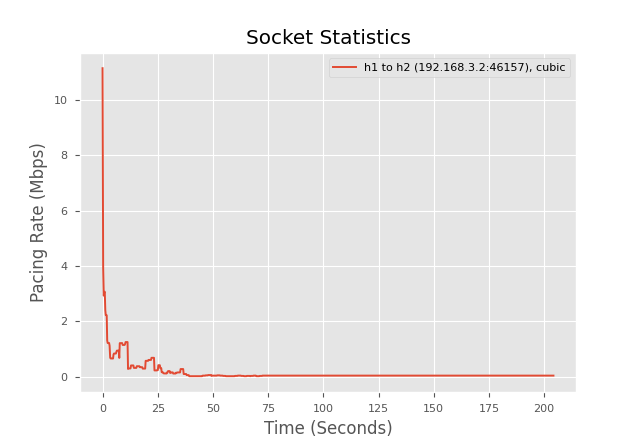 Socket Statistics
h1 to h2 (192.168.3.2:46157), cubic
Pacing Rate (Mbps)
10
8
6
4
2
0
0 25 50 75 100 125 150 175 200
Time (Seconds)